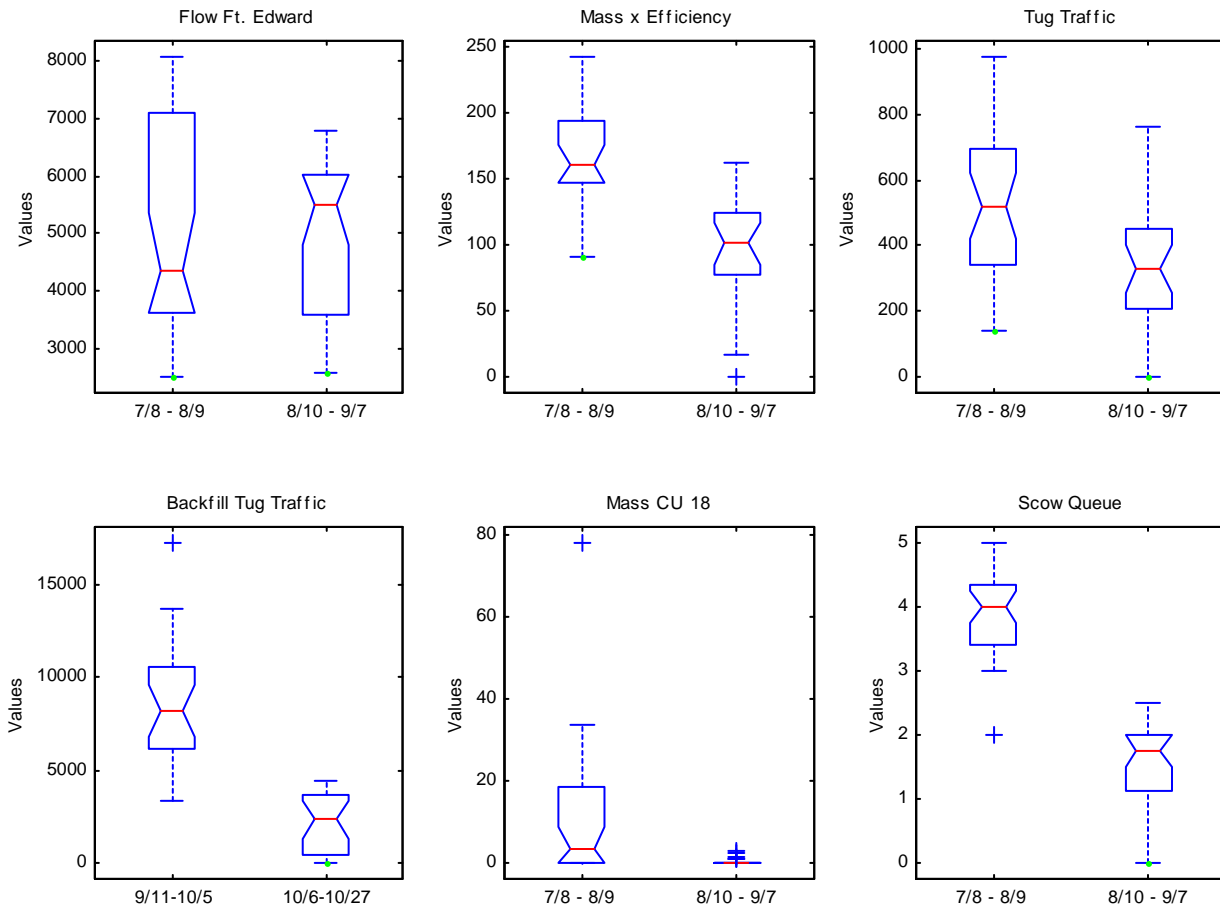 Flow Ft. Edward
Values
8000
7000
6000
5000
4000
3000
7/8 - 8/9
8/10 - 9/7
Mass x Efficiency
Values
250
200
150
100
50
0
7/8 - 8/9
8/10 - 9/7
Tug Traffic
Values
1000
800
600
400
200
0
7/8 - 8/9
8/10 - 9/7
Backfill Tug Traffic
Values
15000
10000
5000
0
9/11-10/5
10/6-10/27
Mass CU 18
Values
80
60
40
20
0
7/8 - 8/9
8/10 - 9/7
Scow Queue
Values
5
4
3
2
1
0
7/8 - 8/9
8/10 - 9/7